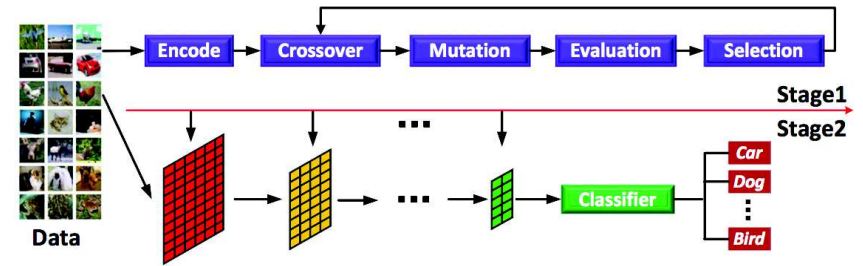 Encode
Crossover
Mutation
Evaluation
Selection
Stage1
Stage2
Data
Classifier
Car
Dog
Bird